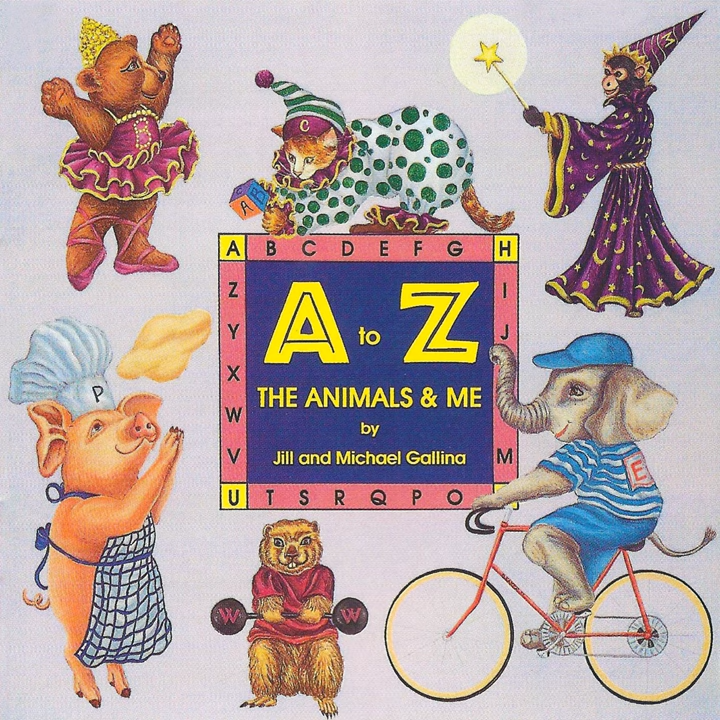 B
C
A B
M
A B C D E F G H
Z
Y
X
W
V
I
J
M
A to Z
THE ANIMALS & ME
by
Jill and Michael Gallina
U T S R Q P O
P
E
W W